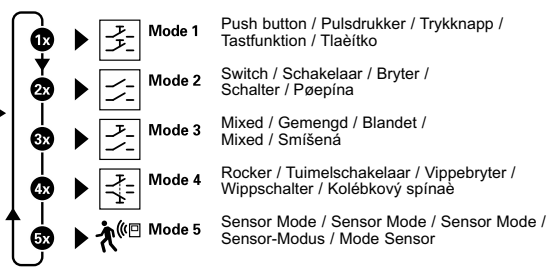 1x Mode 1 Push button / Pulsdrukker / Trykknapp /
Tastfunktion / Tlaèítko
2x Mode 2 Switch / Schakelaar / Bryter /
Schalter / Pøepína
3x Mode 3 Mixed / Gemengd / Blandet /
Mixed / Smíšená
4x Mode 4 Rocker / Tuimelschakelaar / Vippebryter /
Wippschalter / Kolébkový spínaè
5x Mode 5 Sensor Mode / Sensor Mode / Sensor Mode /
Sensor-Modus / Mode Sensor